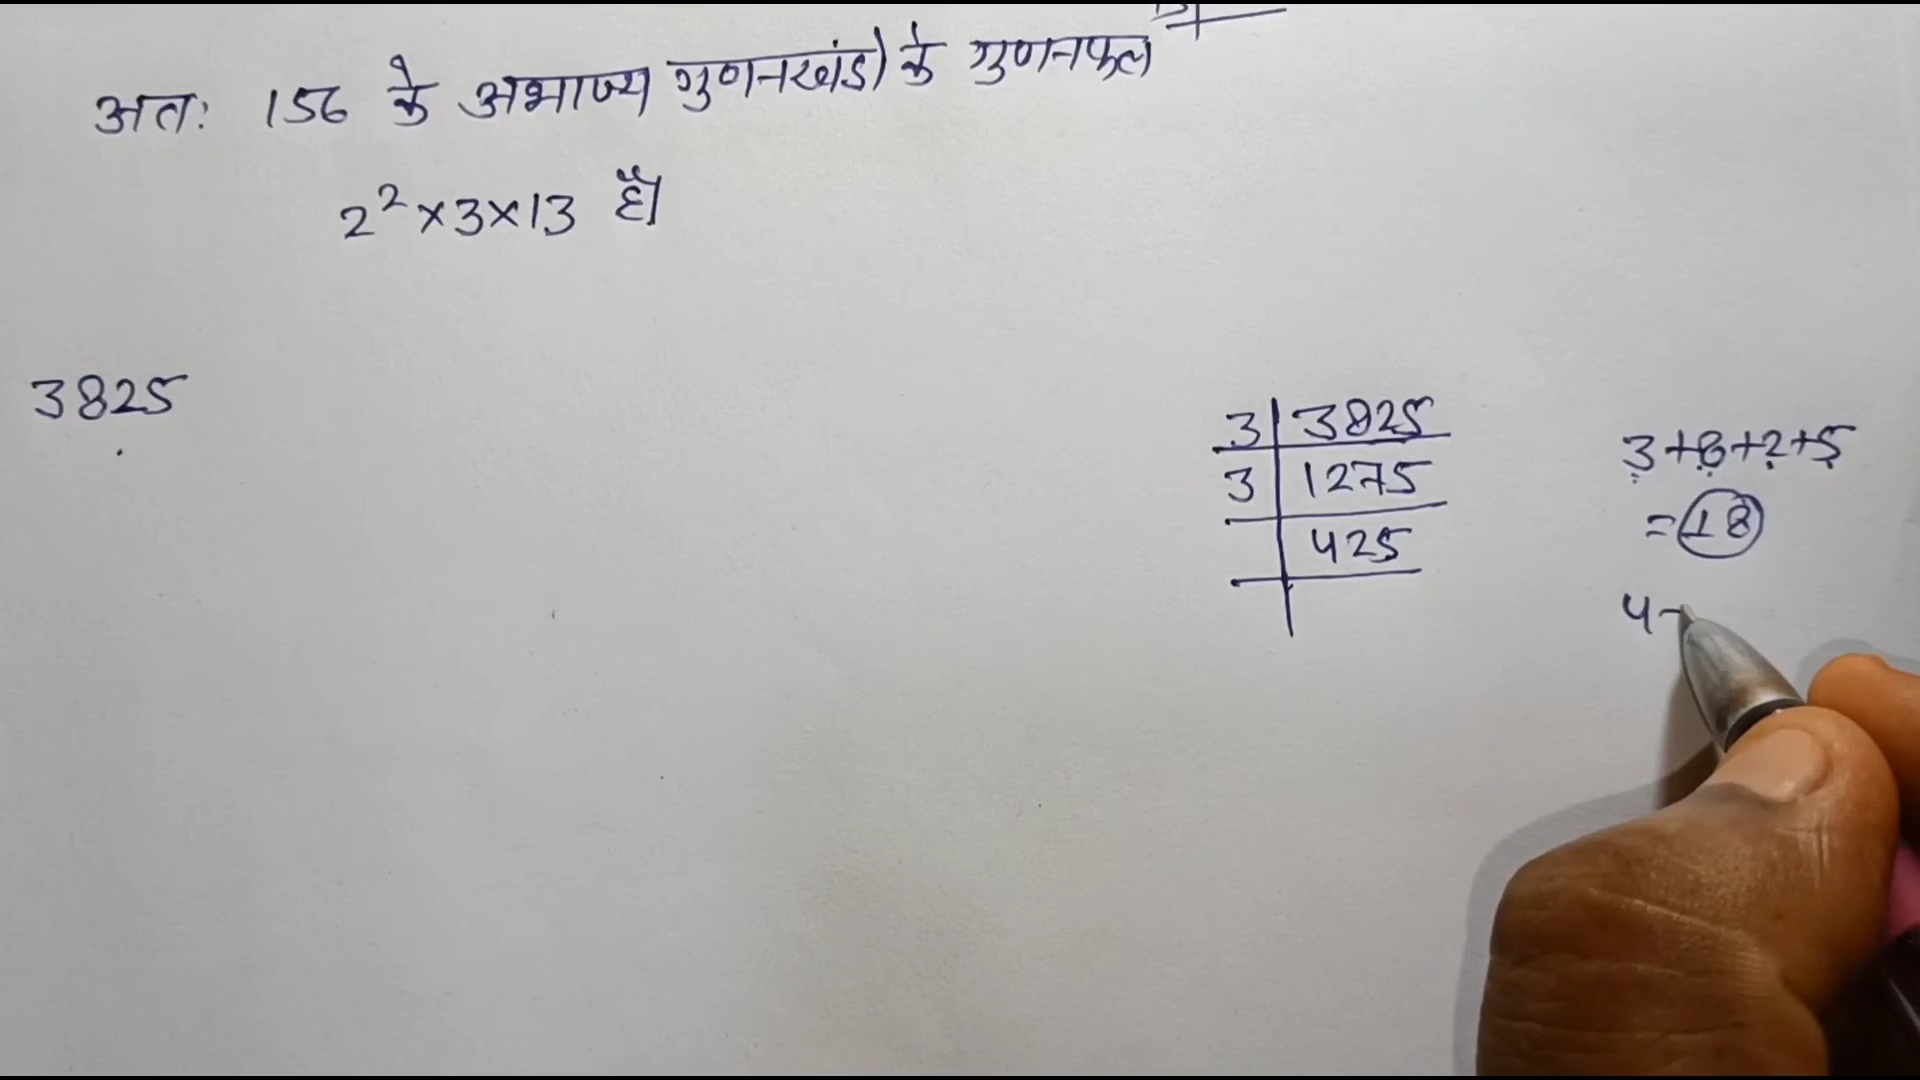 अतः 156 के अभाज्य गुणनखंडो के गुणनफल
2² × 3 × 13 है।
3825
3 | 3825
3 | 1275
425
3+8+2+5
= 18
4